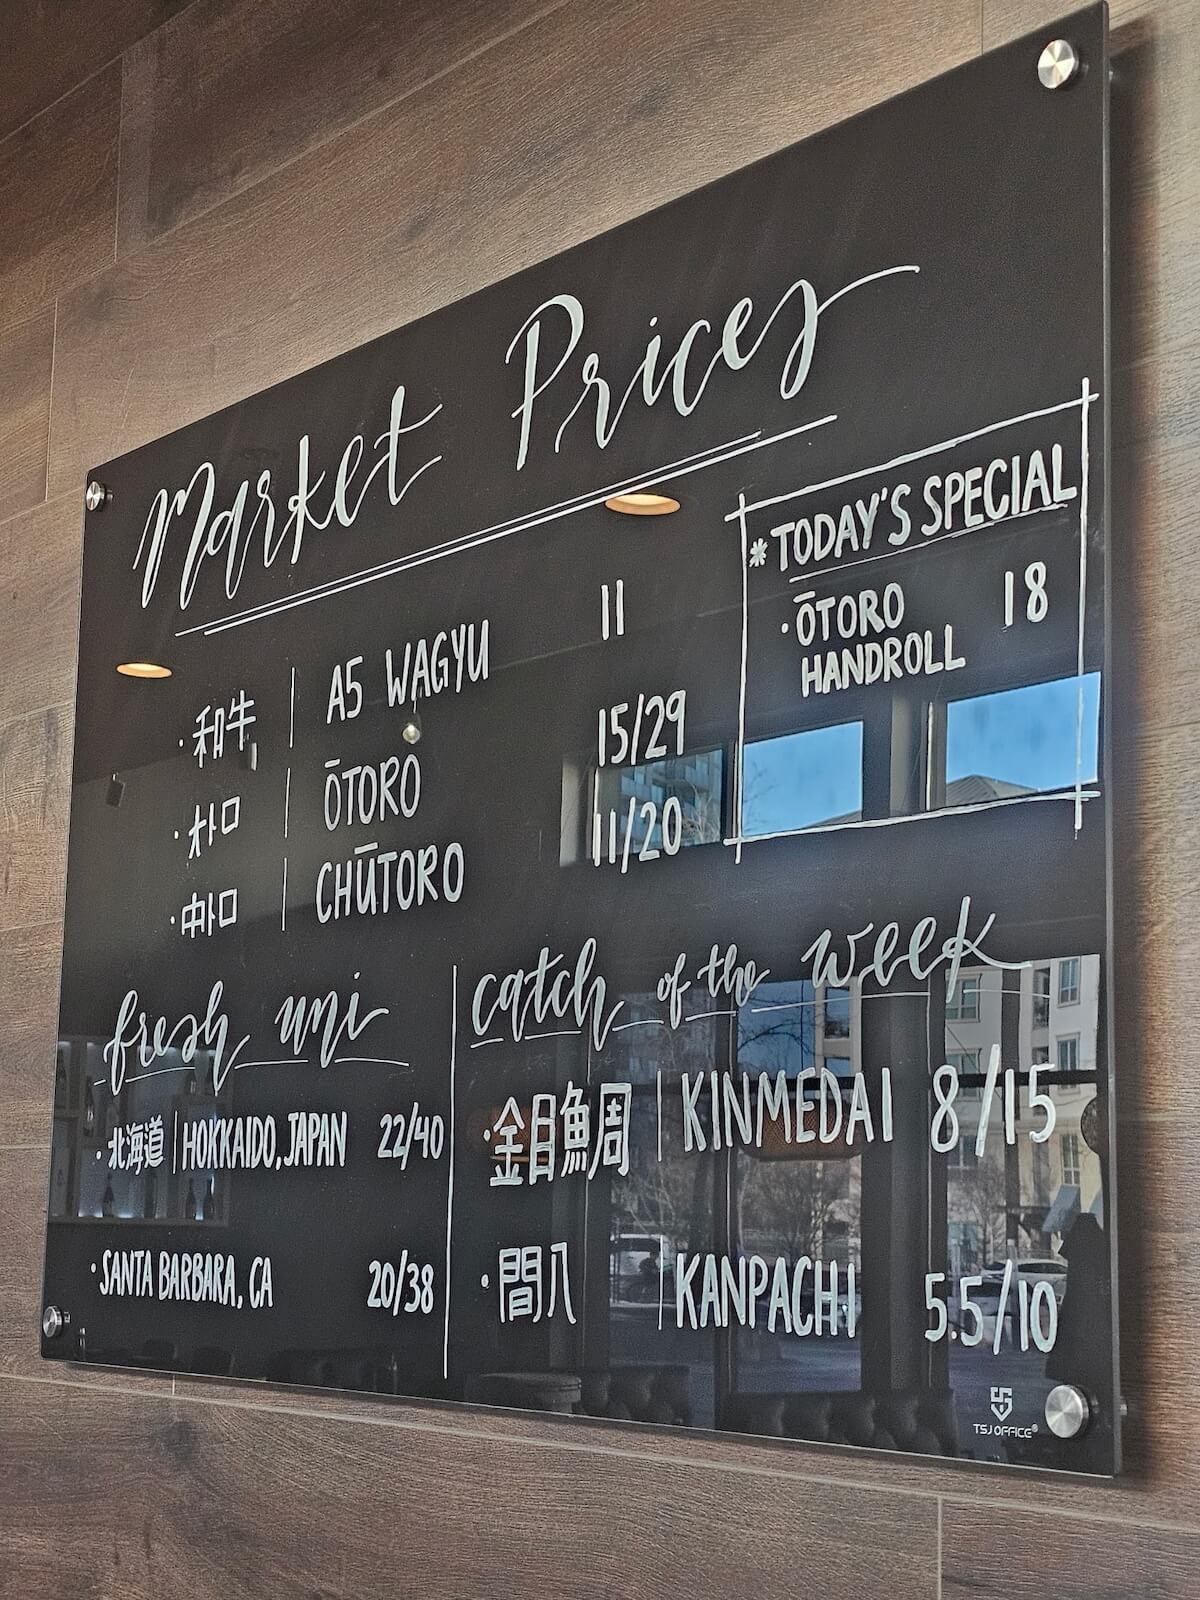 Market Prices
· 和牛 | A5 WAGYU 11
· 大トロ | ŌTORO 15/29
· 中トロ | CHŪTORO 11/20
* TODAY'S SPECIAL
· ŌTORO 18
HANDROLL
fresh uni
· 北海道 | HOKKAIDO, JAPAN 22/40
· SANTA BARBARA, CA 20/38
catch of the week
· 金目鯛 | KINMEDAI 8/15
· 間八 | KANPACHI 5.5/10
TSJ OFFICE®